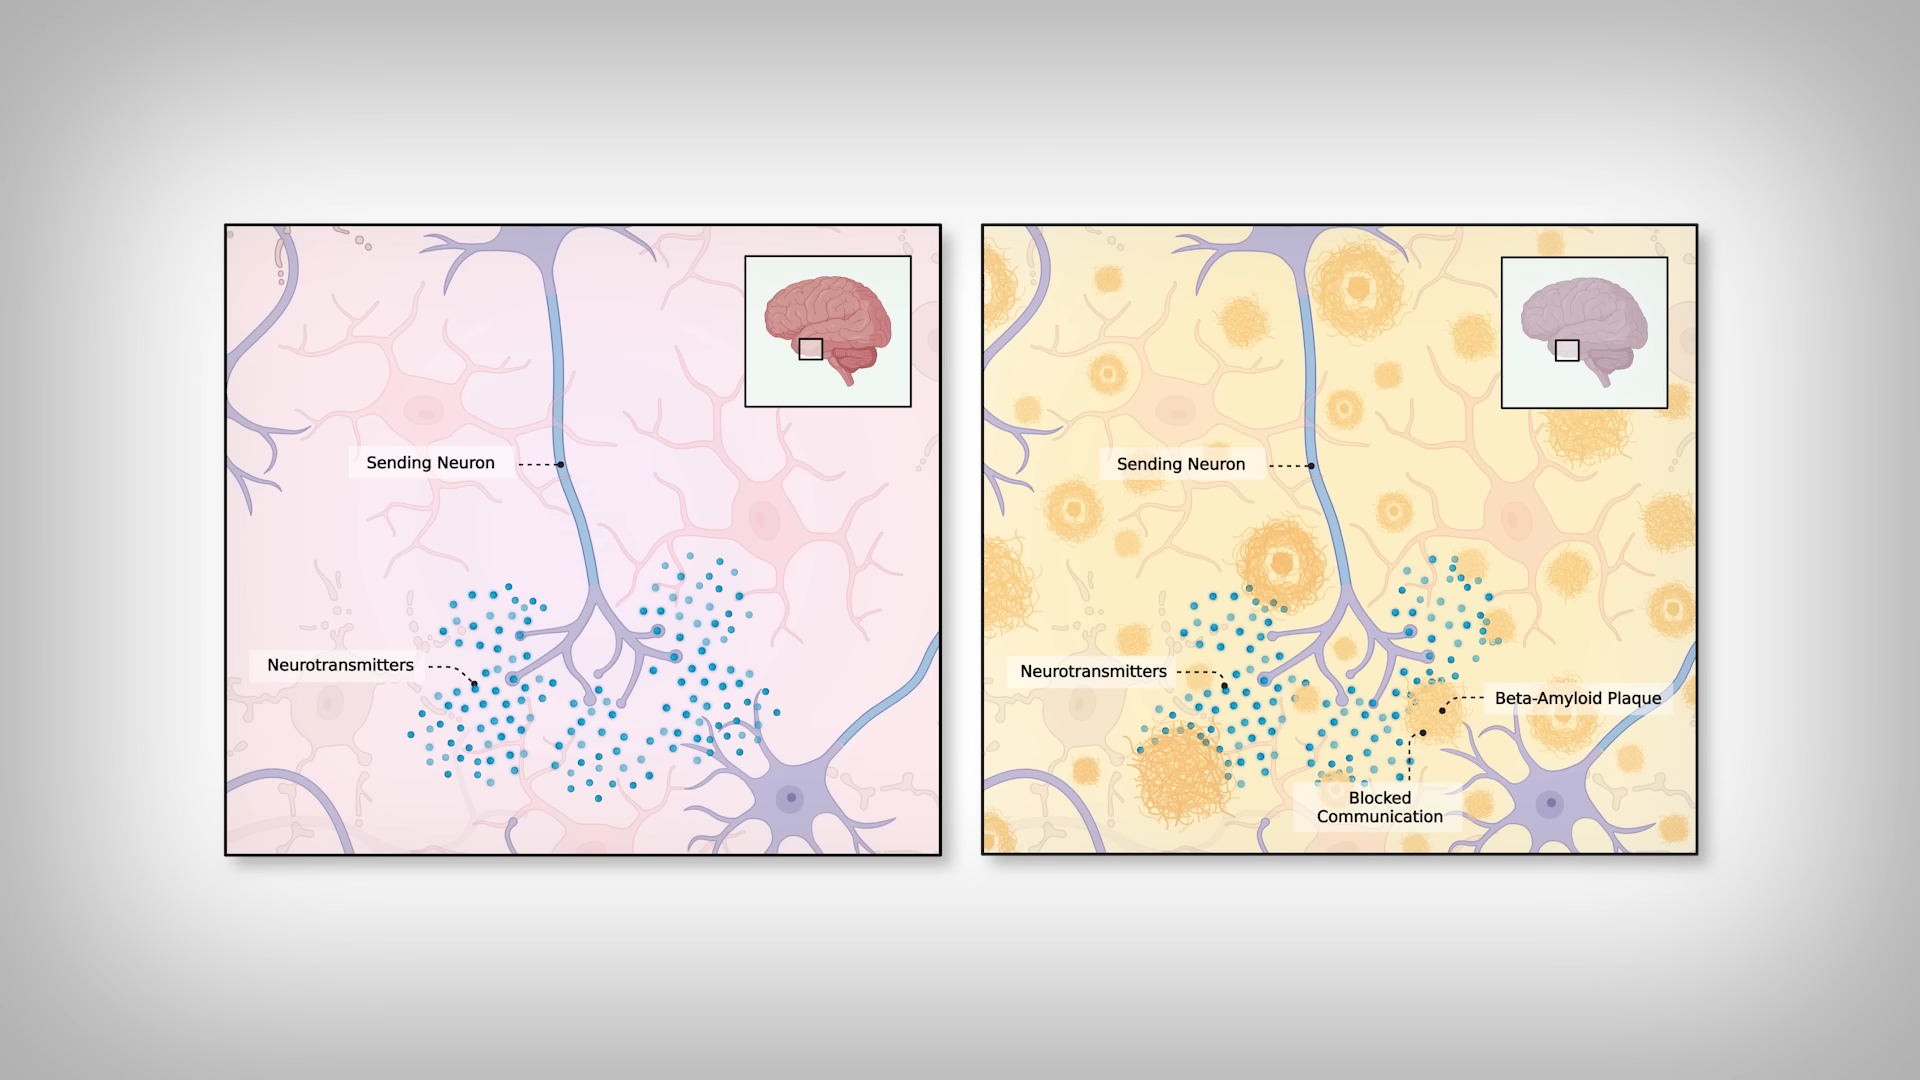 Sending Neuron
Neurotransmitters
Sending Neuron
Neurotransmitters
Beta-Amyloid Plaque
Blocked
Communication